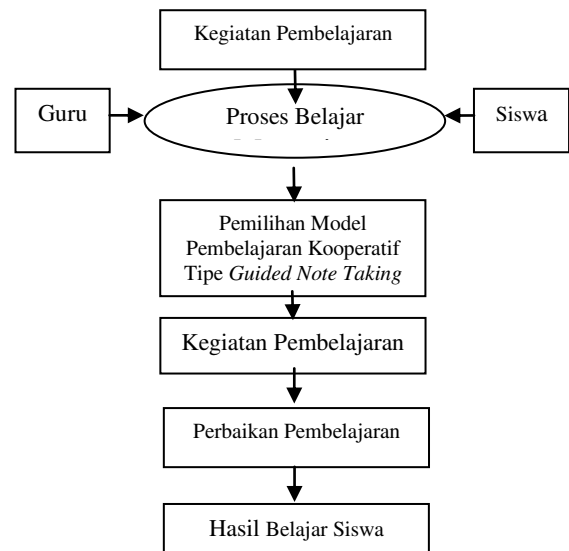 Kegiatan Pembelajaran
Guru
Proses Belajar
Siswa
Pemilihan Model
Pembelajaran Kooperatif
Tipe Guided Note Taking
Kegiatan Pembelajaran
Perbaikan Pembelajaran
Hasil Belajar Siswa